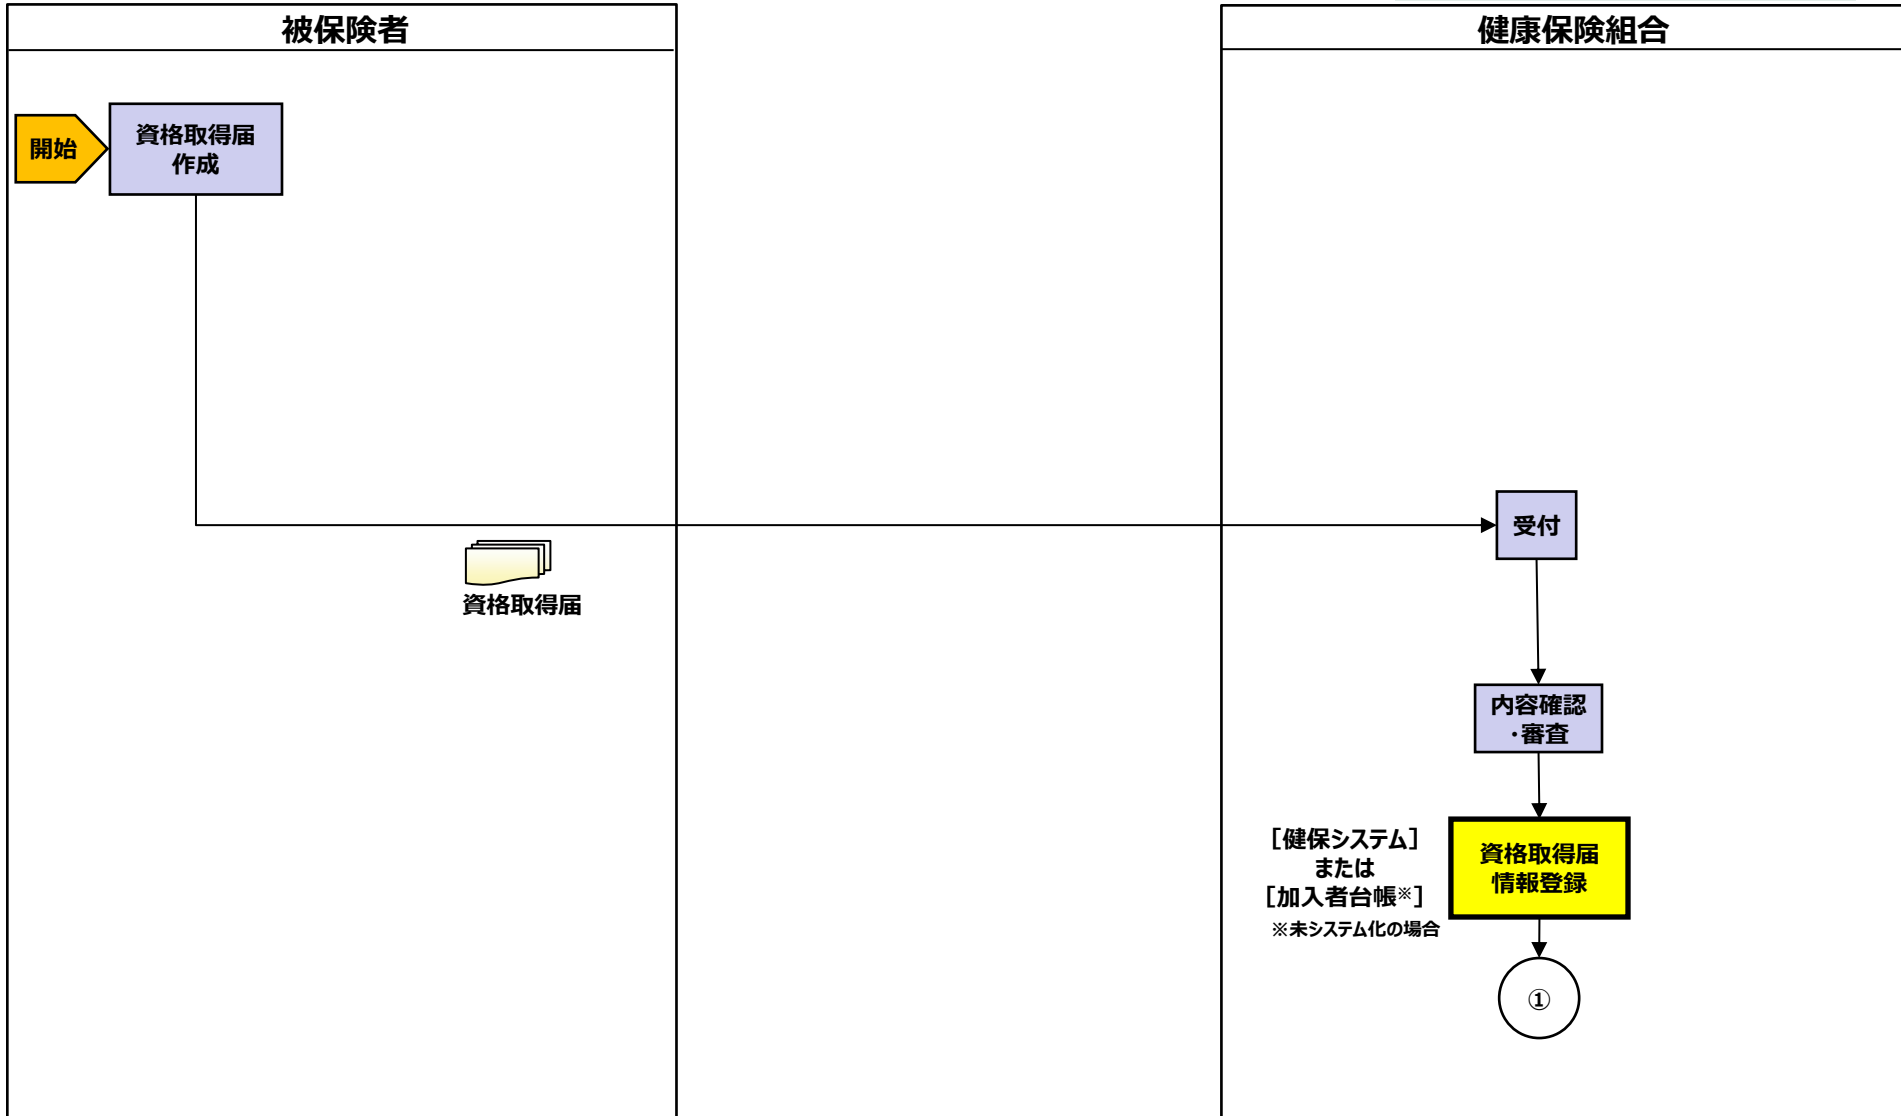 被保険者
健康保険組合
開始
資格取得届
作成
受付
資格取得届
内容確認
・審査
［健保システム］
または
［加入者台帳※］
※未システム化の場合
資格取得届
情報登録
①